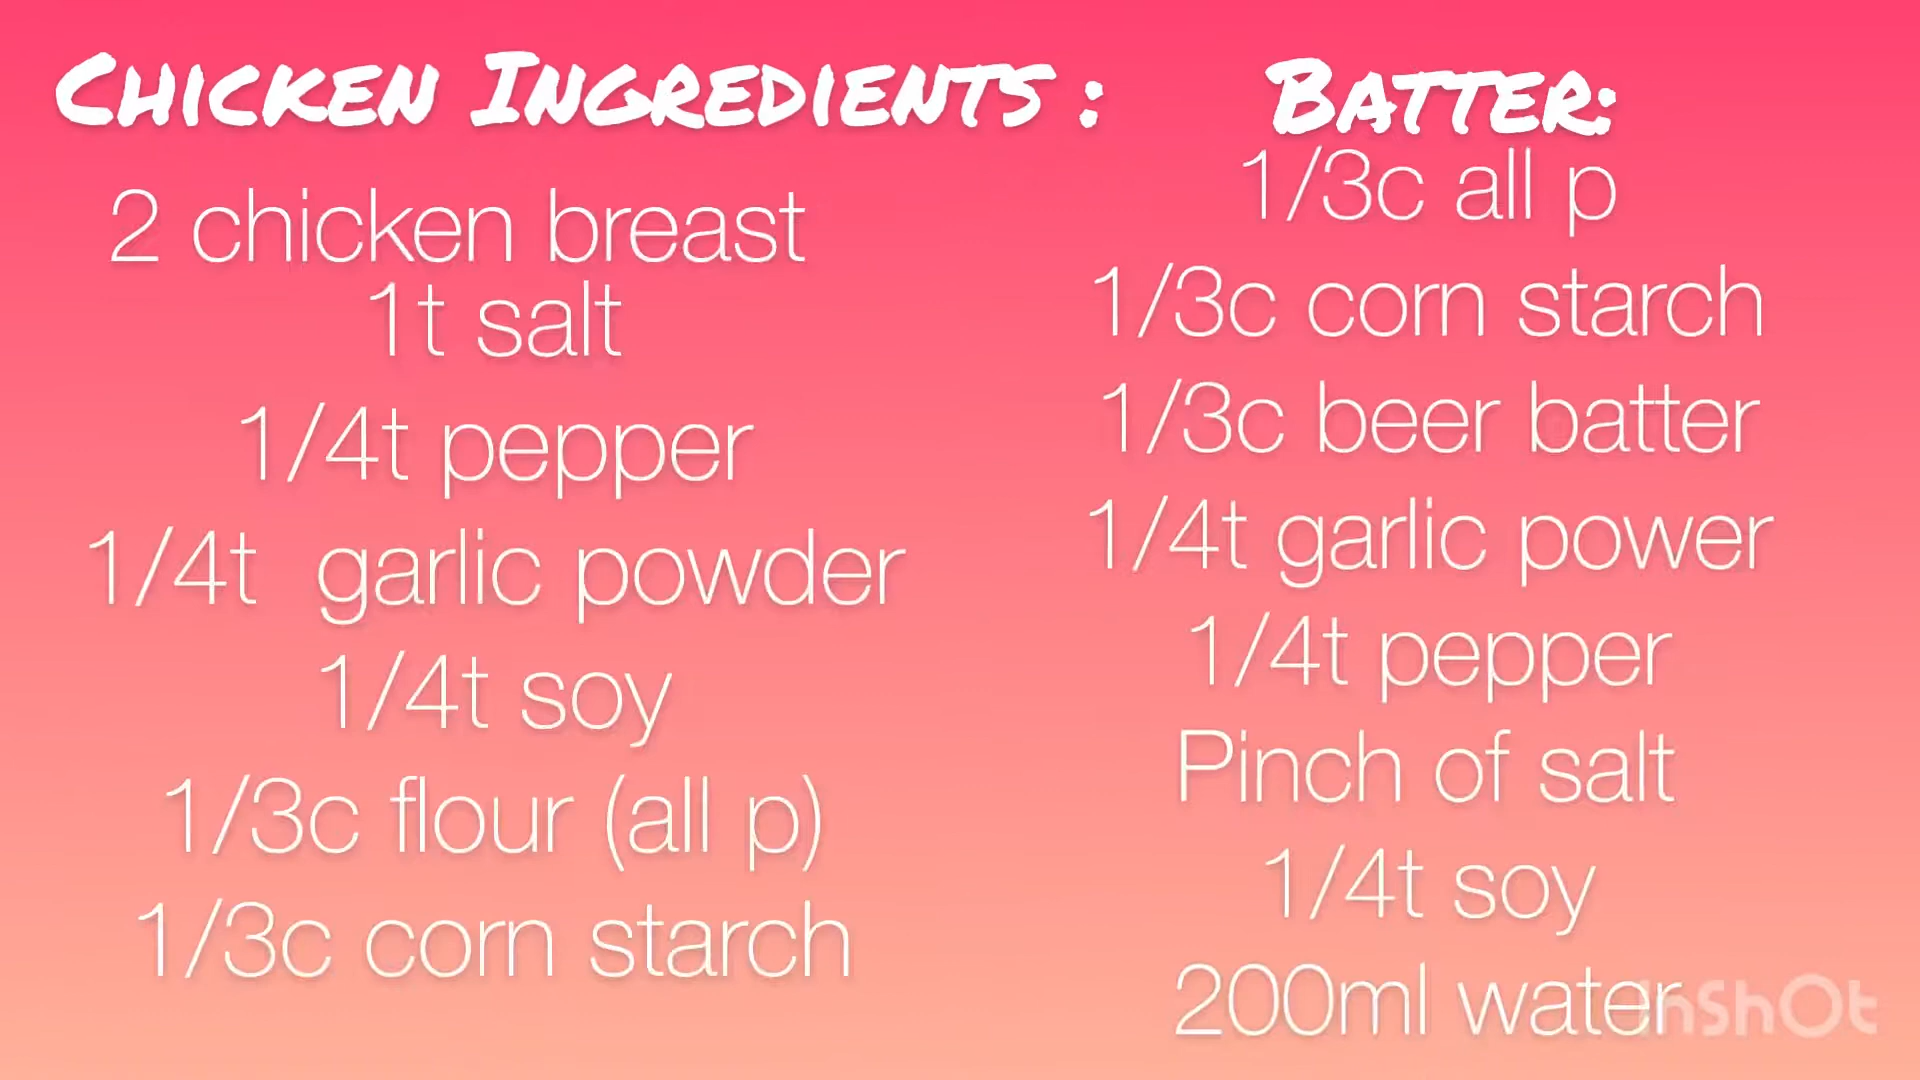 Chicken Ingredients :
2 chicken breast
1t salt
1/4t pepper
1/4t  garlic powder
1/4t soy
1/3c flour (all p)
1/3c corn starch
Batter:
1/3c all p
1/3c corn starch
1/3c beer batter
1/4t garlic power
1/4t pepper
Pinch of salt
1/4t soy
200ml water
InShOt